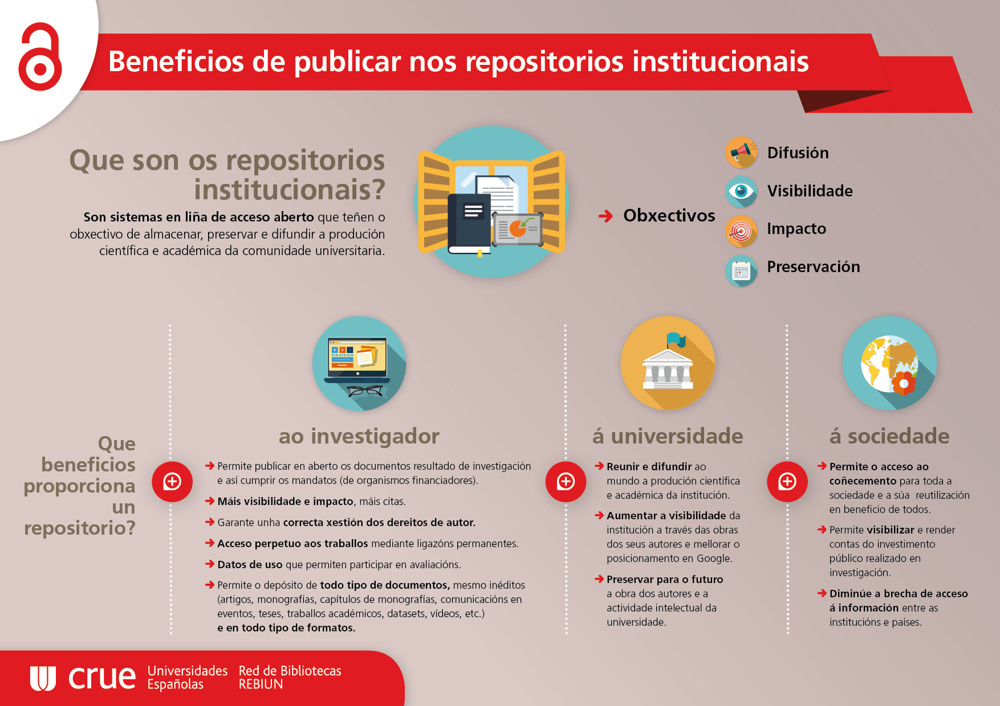 Beneficios de publicar nos repositorios institucionais
Que son os repositorios
institucionais?
Son sistemas en liña de acceso aberto que teñen o
obxectivo de almacenar, preservar e difundir a produción
científica e académica da comunidade universitaria.
Obxectivos
Difusión
Visibilidade
Impacto
Preservación
Que
beneficios
proporciona
un
repositorio?
ao investigador
Permite publicar en aberto os documentos resultado de investigación
e así cumprir os mandatos (de organismos financiadores).
Máis visibilidade e impacto, máis citas.
Garante unha correcta xestión dos dereitos de autor.
Acceso perpetuo aos traballos mediante ligazóns permanentes.
Datos de uso que permiten participar en avaliacións.
Permite o depósito de todo tipo de documentos, mesmo inéditos
(artigos, monografías, capítulos de monografías, comunicacións en
eventos, teses, traballos académicos, datasets, vídeos, etc.)
e en todo tipo de formatos.
á universidade
Reunir e difundir ao
mundo a produción científica
e académica da institución.
Aumentar a visibilidade da
institución a través das obras
dos seus autores e mellorar o
posicionamento en Google.
Preservar para o futuro
a obra dos autores e a
actividade intelectual da
universidade.
á sociedade
Permite o acceso ao
coñecemento para toda a
sociedade e a súa reutilización
en beneficio de todos.
Permite visibilizar e render
contas do investimento
público realizado en
investigación.
Diminúe a brecha de acceso
á información entre as
institucións e países.
crue
Universidades
Españolas
Red de Bibliotecas
REBIUN